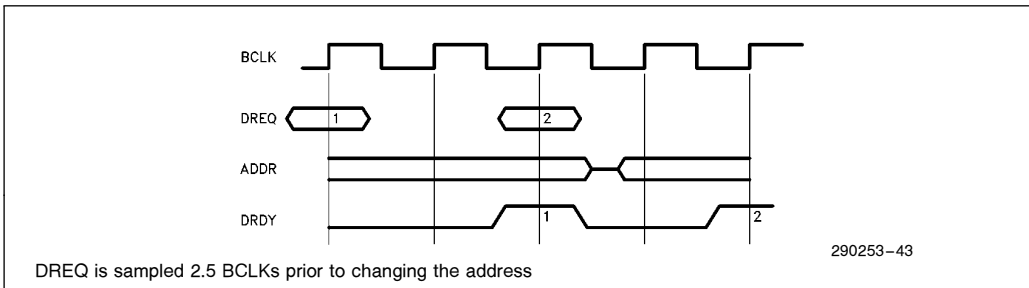 BCLK
DREQ 1 2
ADDR
DRDY 1 2
290253–43
DREQ is sampled 2.5 BCLKs prior to changing the address